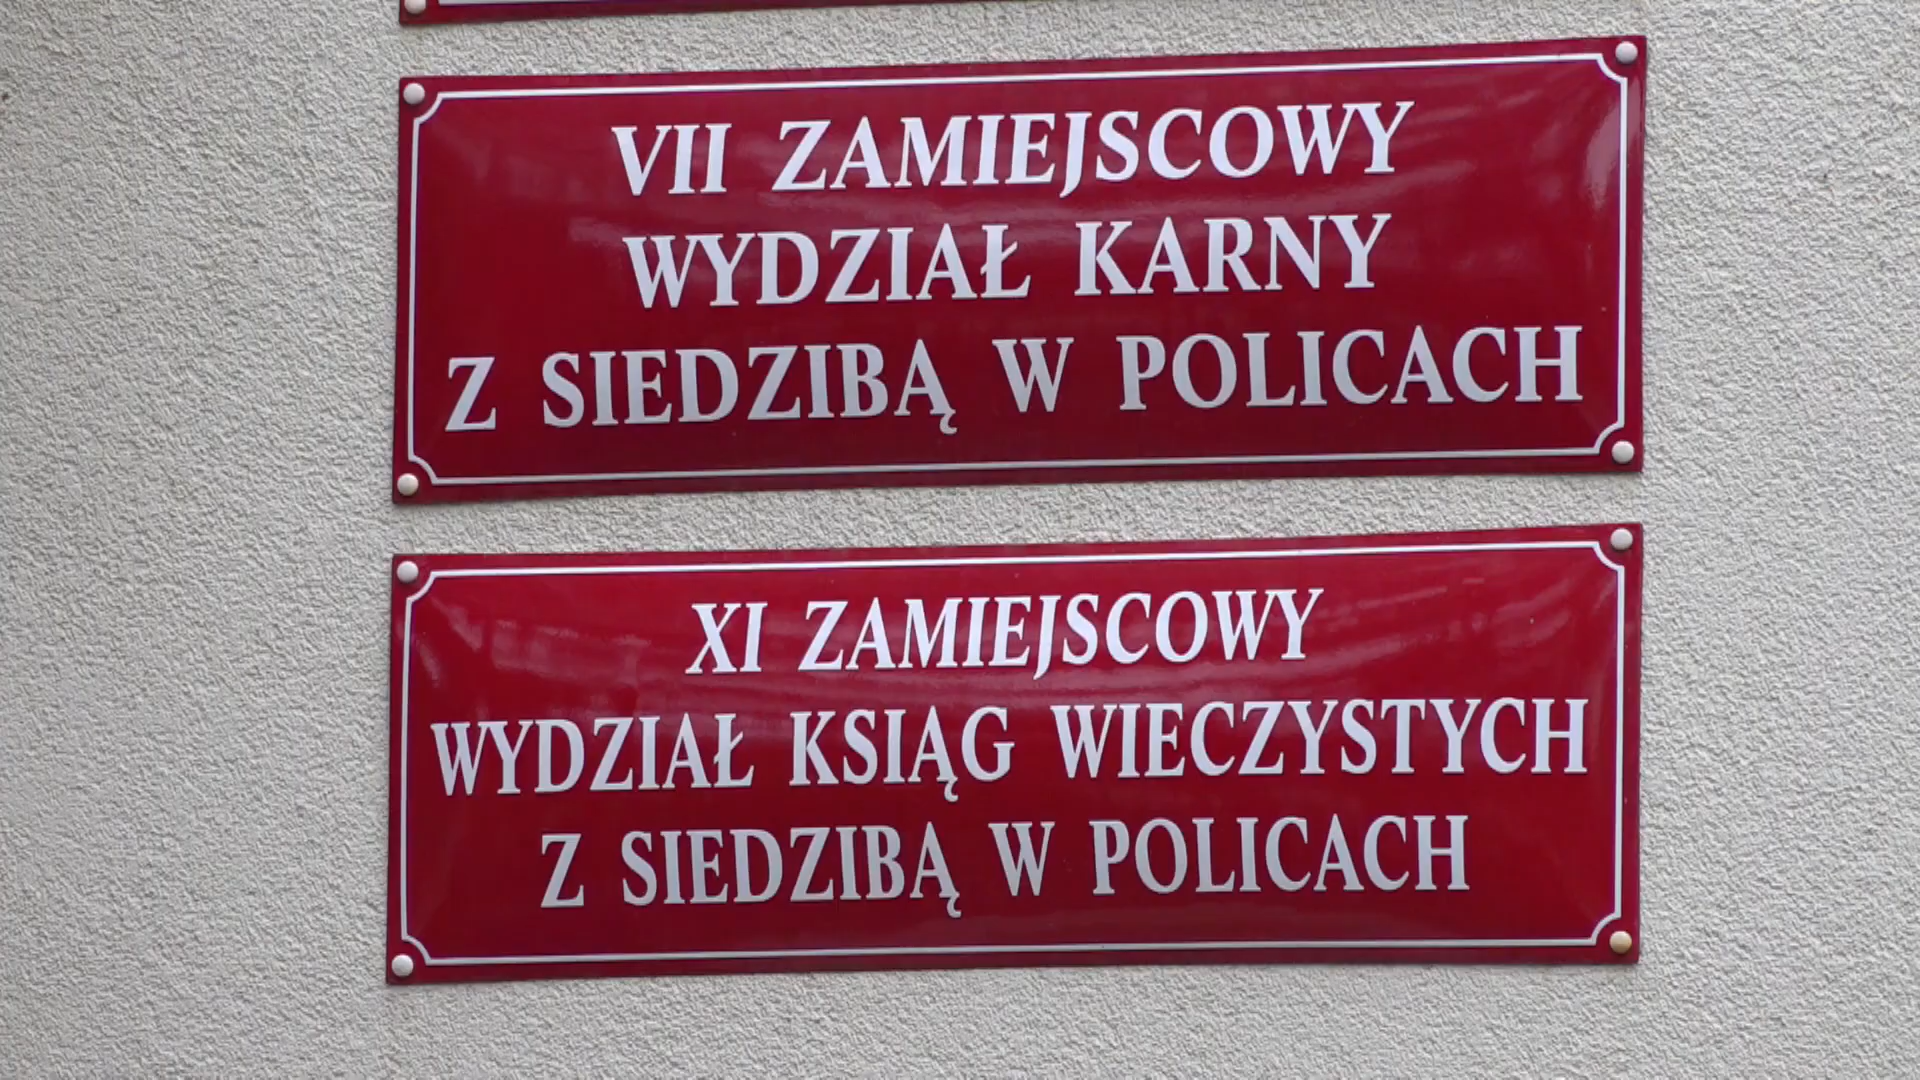 VII ZAMIEJSCOWY
WYDZIAŁ KARNY
Z SIEDZIBĄ W POLICACH
XI ZAMIEJSCOWY
WYDZIAŁ KSIĄG WIECZYSTYCH
Z SIEDZIBĄ W POLICACH